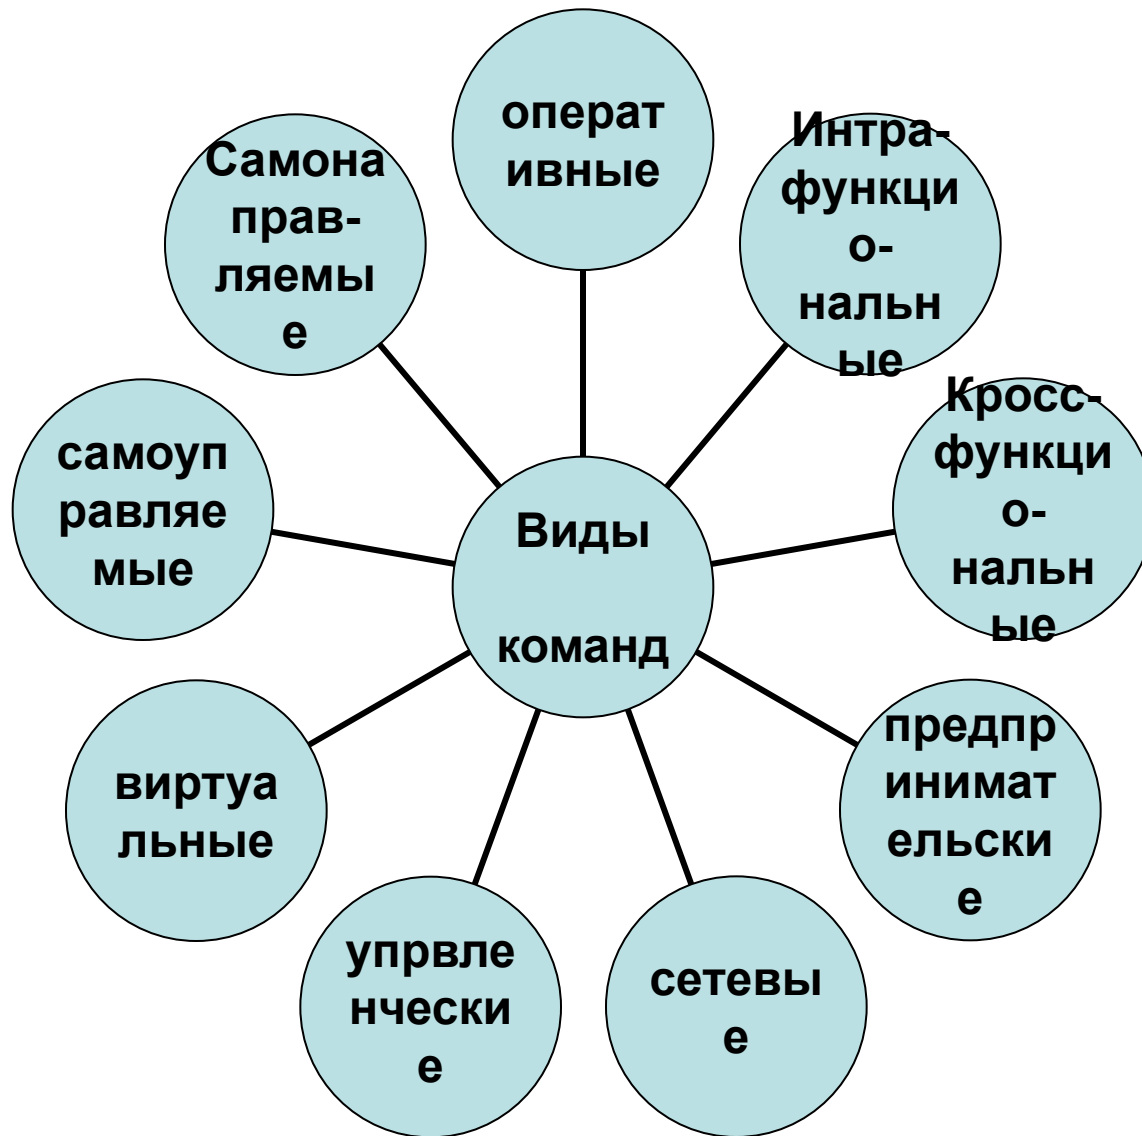 операт
ивные
Интра-
функци
о-
нальн
ые
Кросс-
функци
о-
нальн
ые
предпр
инимат
ельски
е
сетевы
е
упрвле
нчески
е
виртуа
льные
самоуп
равляе
мые
Самона
прав-
ляемы
е
Виды
команд